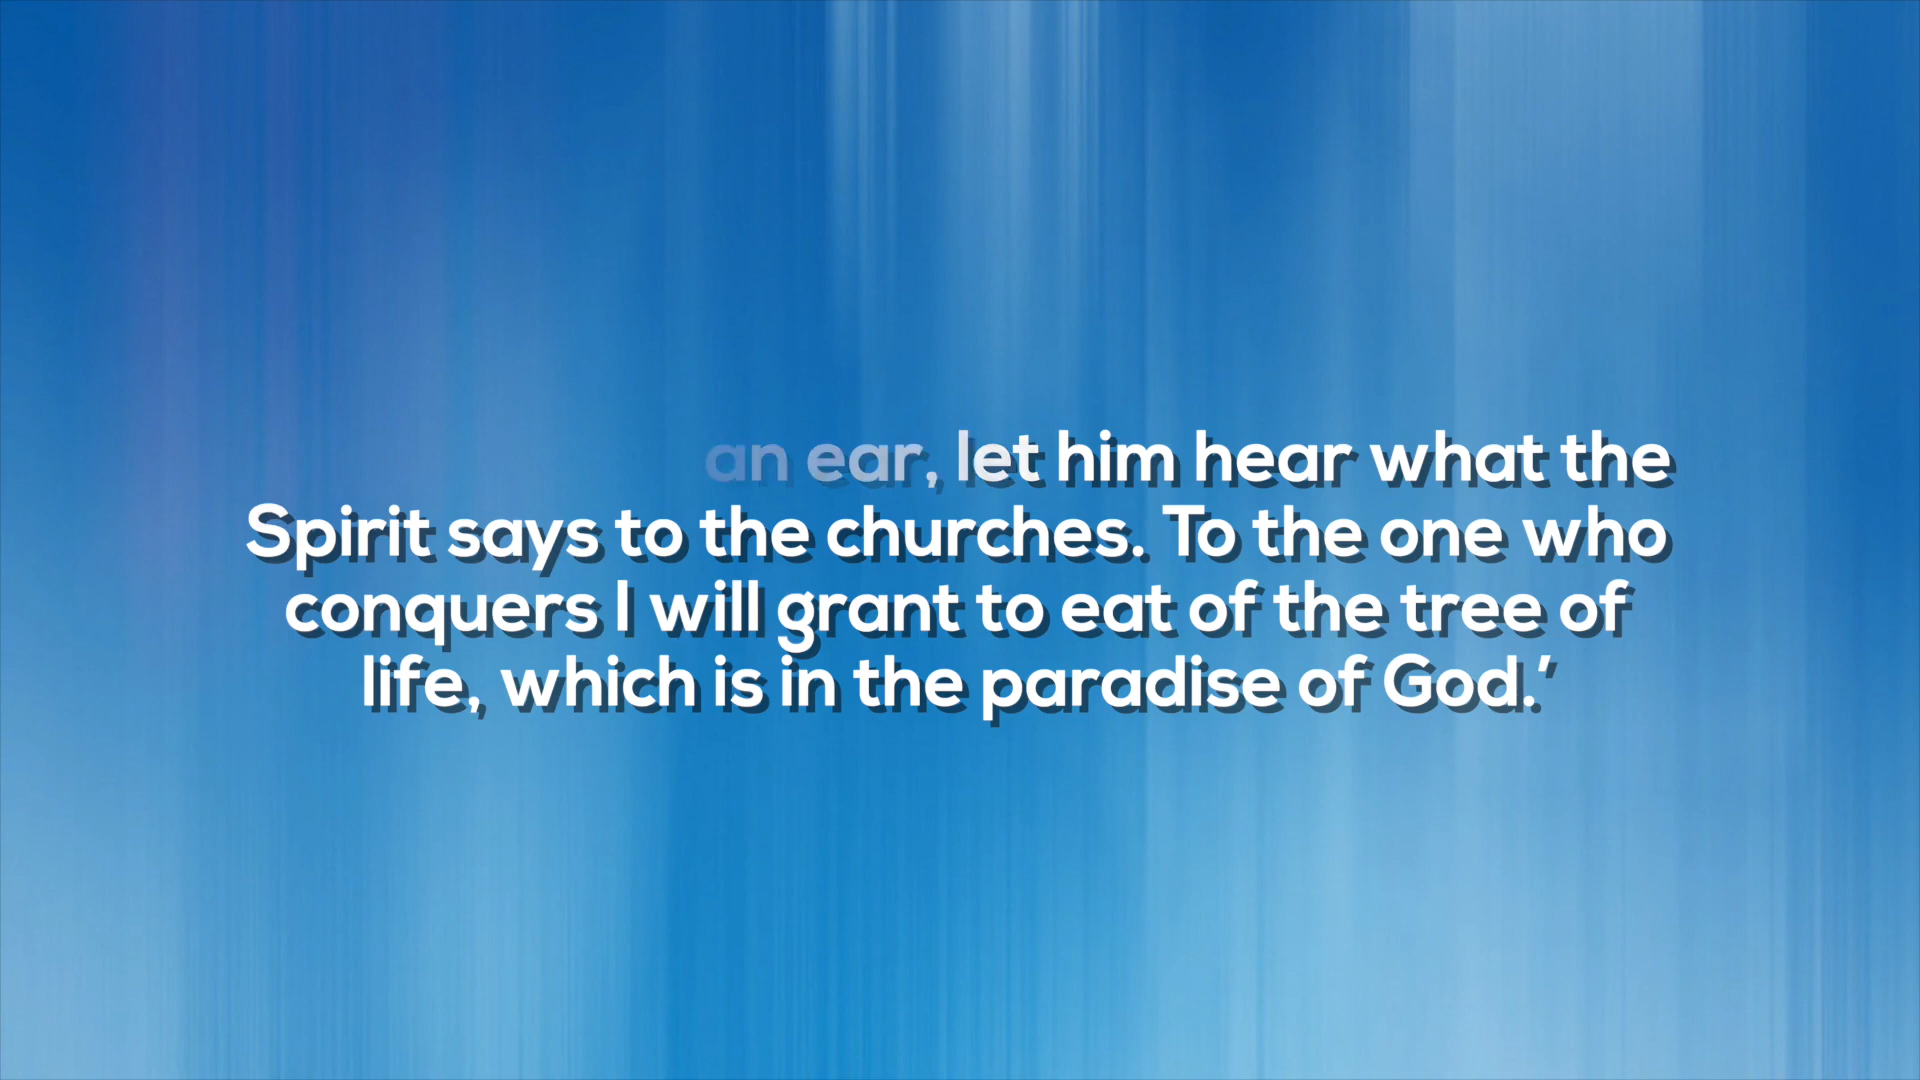 an ear, let him hear what the
Spirit says to the churches. To the one who
conquers I will grant to eat of the tree of
life, which is in the paradise of God.’